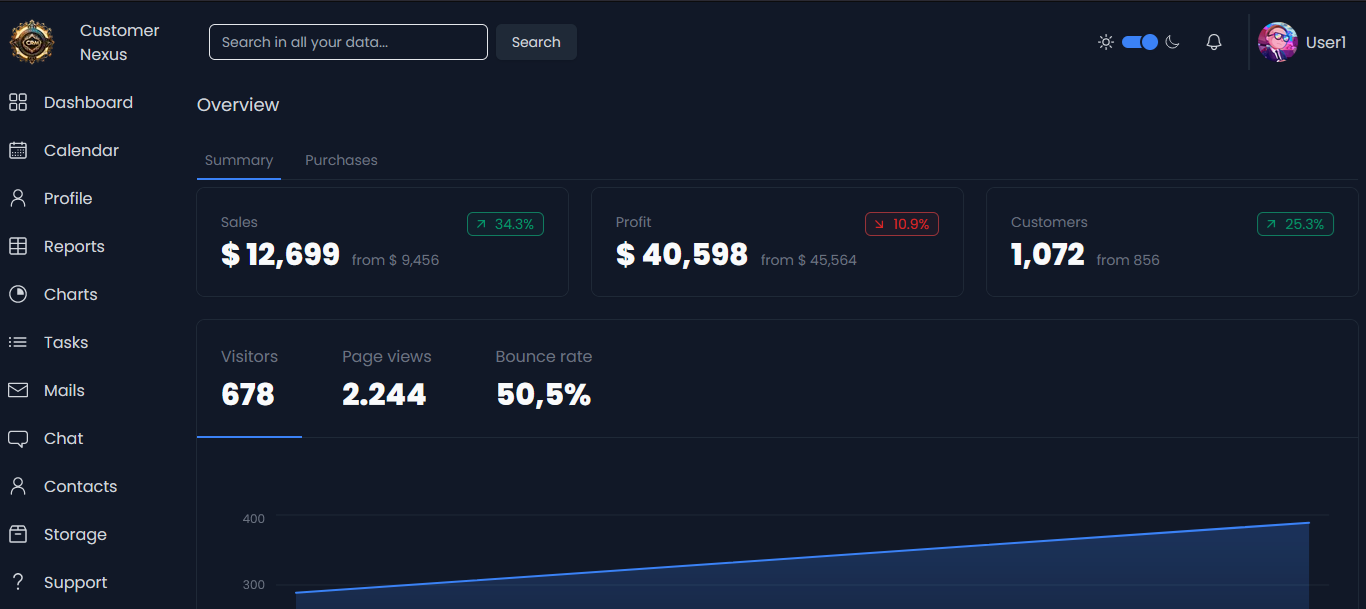 CRM
Customer
Nexus
Search in all your data...
Search
User1
Dashboard
Calendar
Profile
Reports
Charts
Tasks
Mails
Chat
Contacts
Storage
Support
Overview
Summary
Purchases
Sales
34.3%
$ 12,699 from $ 9,456
Profit
10.9%
$ 40,598 from $ 45,564
Customers
25.3%
1,072 from 856
Visitors
678
Page views
2.244
Bounce rate
50,5%
400
300